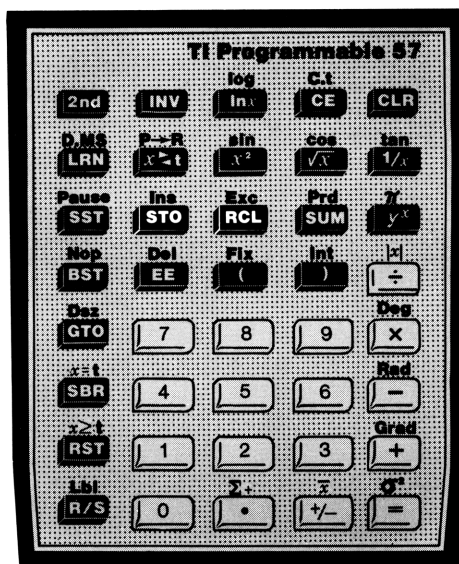 TI Programmable 57
log C.t
2nd INV lnx CE CLR
D.MS P→R sin cos tan
LRN x≷t x² √x 1/x
Pause Ins Exc Prd π
SST STO RCL SUM yˣ
Nop Del Fix Int |x|
BST EE ( ) ÷
Dsz Deg
GTO 7 8 9 ×
x=t Rad
SBR 4 5 6 −
x≥t Grad
RST 1 2 3 +
Lbl Σ+ x̄ σ²
R/S 0 . +/− =